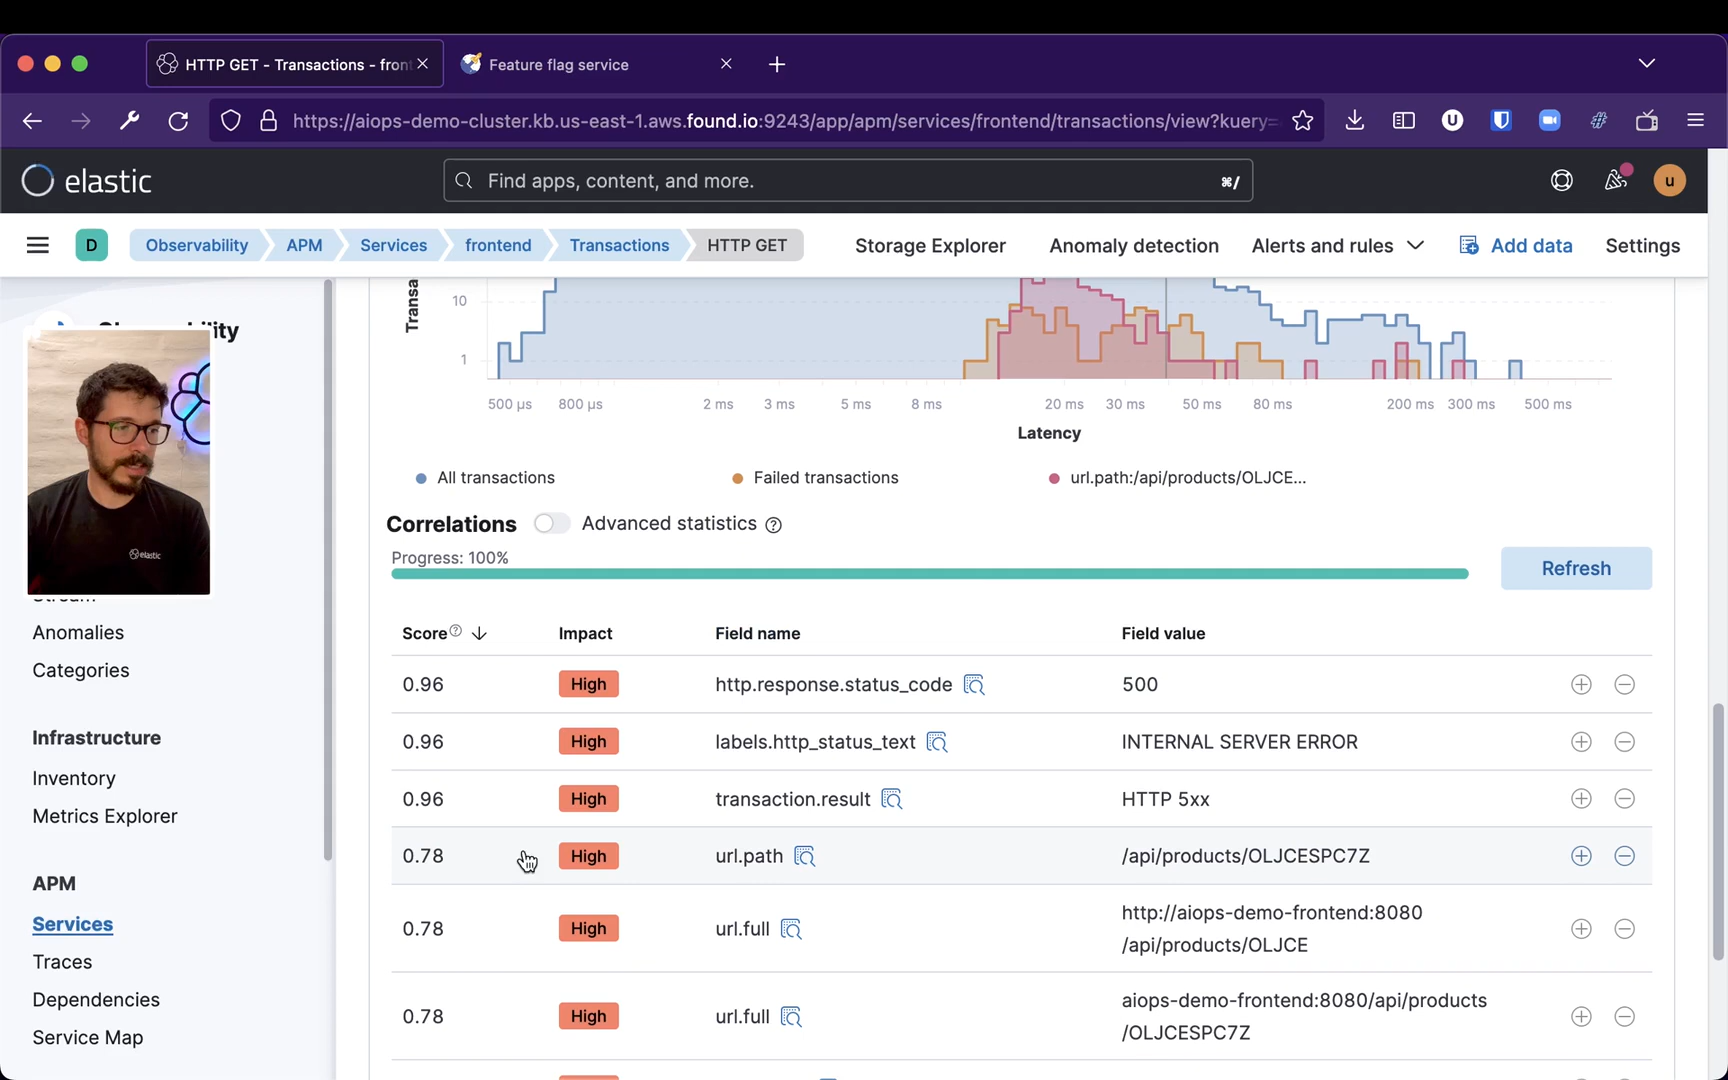 HTTP GET - Transactions - front
Feature flag service
https://aiops-demo-cluster.kb.us-east-1.aws.found.io:9243/app/apm/services/frontend/transactions/view?kuery=
U
#
elastic
Find apps, content, and more.
⌘/
u
D
Observability
APM
Services
frontend
Transactions
HTTP GET
Storage Explorer
Anomaly detection
Alerts and rules
Add data
Settings
ity
Transa
10
1
500 µs
800 µs
2 ms
3 ms
5 ms
8 ms
20 ms
30 ms
50 ms
80 ms
200 ms
300 ms
500 ms
Latency
All transactions
Failed transactions
url.path:/api/products/OLJCE...
elastic
Anomalies
Categories
Infrastructure
Inventory
Metrics Explorer
APM
Services
Traces
Dependencies
Service Map
Correlations
Advanced statistics
Progress: 100%
Refresh
Score Impact Field name Field value
0.96 High http.response.status_code 500
0.96 High labels.http_status_text INTERNAL SERVER ERROR
0.96 High transaction.result HTTP 5xx
0.78 High url.path /api/products/OLJCESPC7Z
0.78 High url.full http://aiops-demo-frontend:8080
/api/products/OLJCE
0.78 High url.full aiops-demo-frontend:8080/api/products
/OLJCESPC7Z